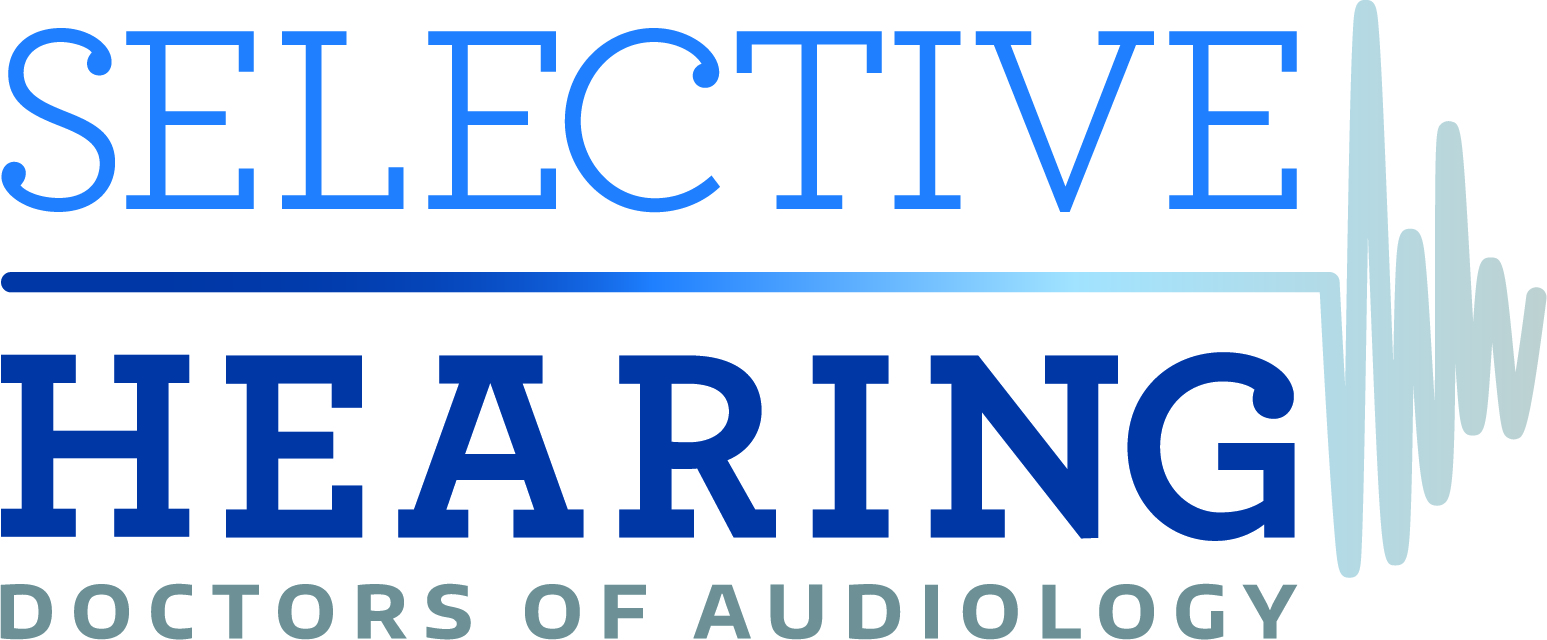 SELECTIVE
HEARING
DOCTORS OF AUDIOLOGY